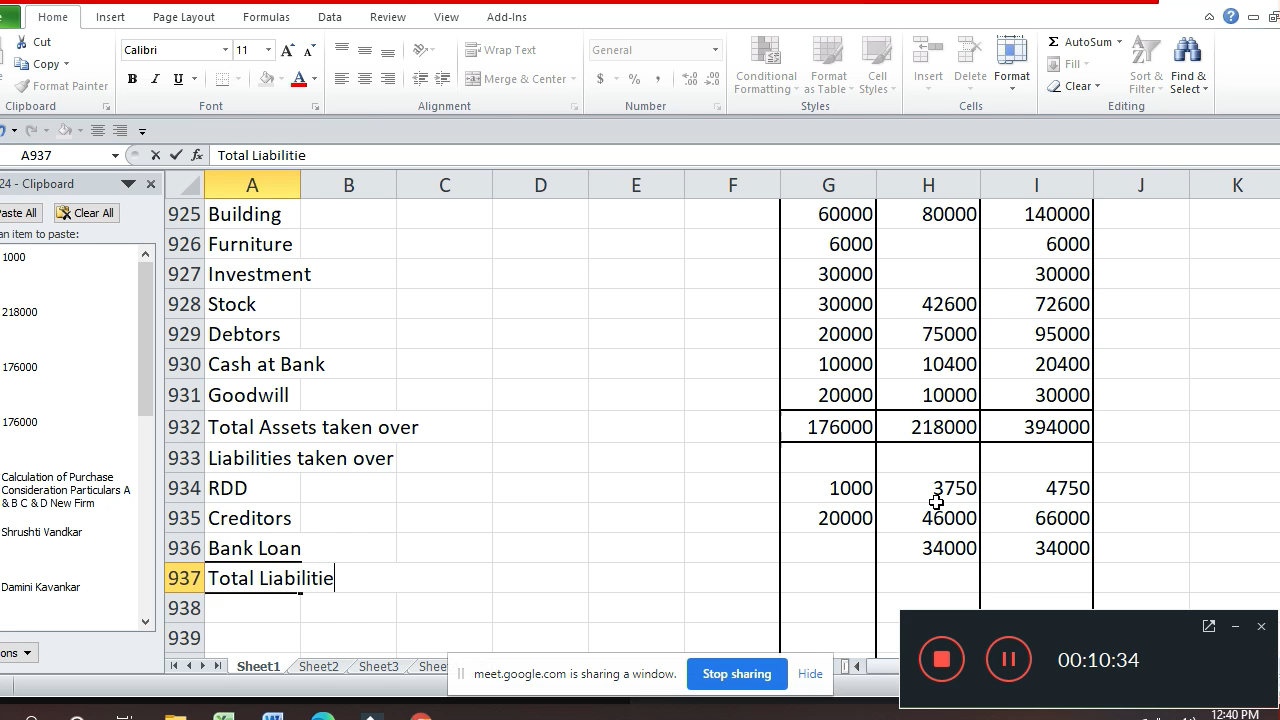 Home Insert Page Layout Formulas Data Review View Add-Ins
Cut Calibri 11 Wrap Text General AutoSum
Copy Fill
Format Painter B I U Merge & Center $ % , Conditional Formatting Format as Table Cell Styles Insert Delete Format Clear Sort & Filter Find & Select
Clipboard Font Alignment Number Styles Cells Editing
A937 fx Total Liabilitie
24 - Clipboard
aste All Clear All
an item to paste:
1000
218000
176000
176000
Calculation of Purchase
Consideration Particulars A
& B C & D New Firm
Shrushti Vandkar
Damini Kavankar
ons
A B C D E F G H I J K
925 Building 60000 80000 140000
926 Furniture 6000 6000
927 Investment 30000 30000
928 Stock 30000 42600 72600
929 Debtors 20000 75000 95000
930 Cash at Bank 10000 10400 20400
931 Goodwill 20000 10000 30000
932 Total Assets taken over 176000 218000 394000
933 Liabilities taken over
934 RDD 1000 3750 4750
935 Creditors 20000 46000 66000
936 Bank Loan 34000 34000
937 Total Liabilitie
938
939
Sheet1 Sheet2 Sheet3 Shee
meet.google.com is sharing a window. Stop sharing Hide
00:10:34
12:40 PM